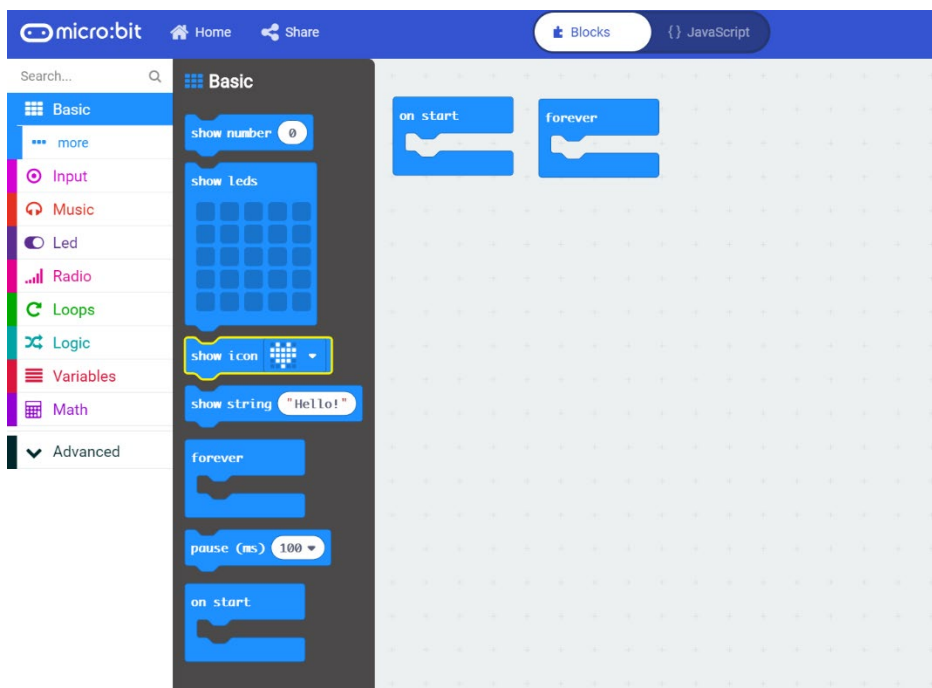 micro:bit Home Share Blocks {} JavaScript
Search...
Basic
more
Input
Music
Led
Radio
Loops
Logic
Variables
Math
Advanced
Basic
show number 0
show leds
show icon
show string "Hello!"
forever
pause (ms) 100
on start
on start
forever